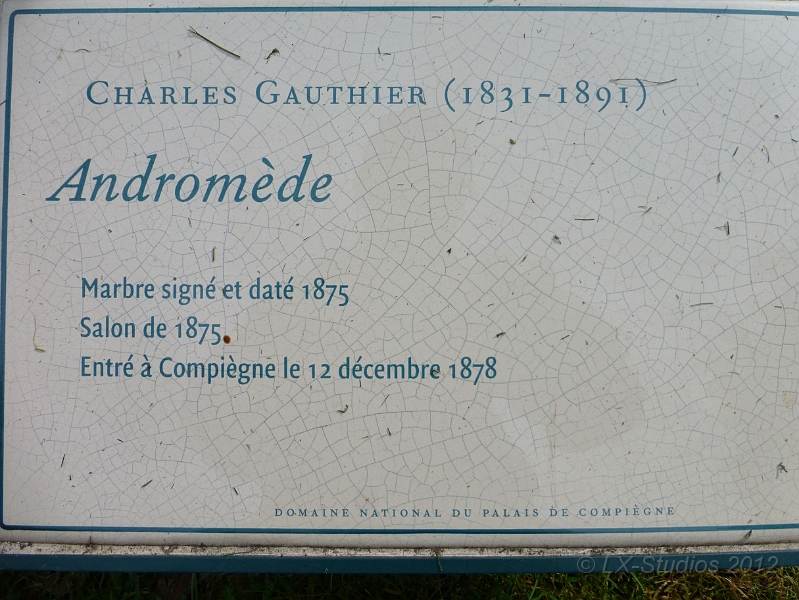 Charles Gauthier (1831-1891)
Andromède
Marbre signé et daté 1875
Salon de 1875
Entré à Compiègne le 12 décembre 1878
DOMAINE NATIONAL DU PALAIS DE COMPIÈGNE
© LX-Studios 2012